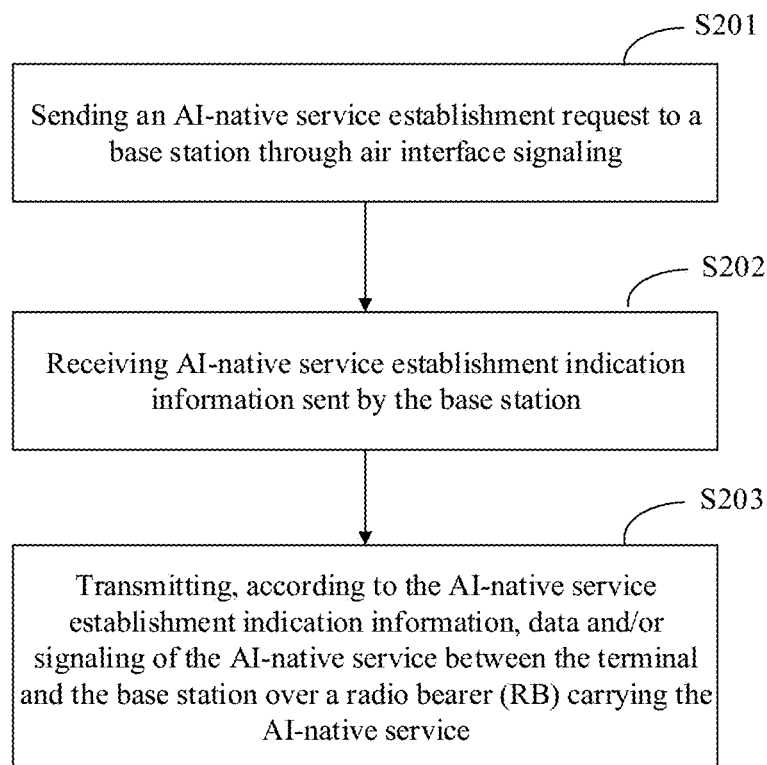 S201
Sending an AI-native service establishment request to a
base station through air interface signaling
S202
Receiving AI-native service establishment indication
information sent by the base station
S203
Transmitting, according to the AI-native service
establishment indication information, data and/or
signaling of the AI-native service between the terminal
and the base station over a radio bearer (RB) carrying the
AI-native service